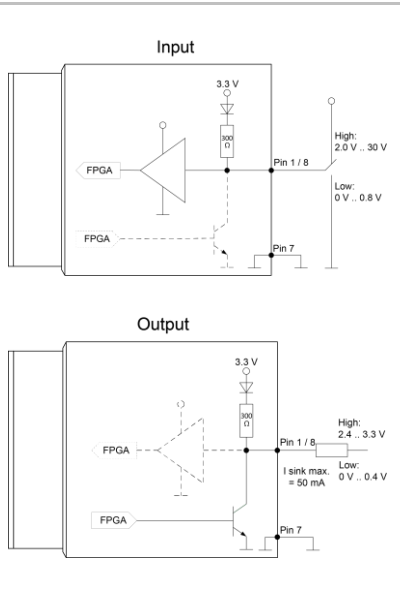 Input
3.3 V
300
Ω
High:
2.0 V .. 30 V
FPGA
Pin 1 / 8
Low:
0 V .. 0.8 V
FPGA
Pin 7
Output
3.3 V
300
Ω
High:
2.4 .. 3.3 V
FPGA
Pin 1 / 8
I sink max.
= 50 mA
Low:
0 V .. 0.4 V
FPGA
Pin 7